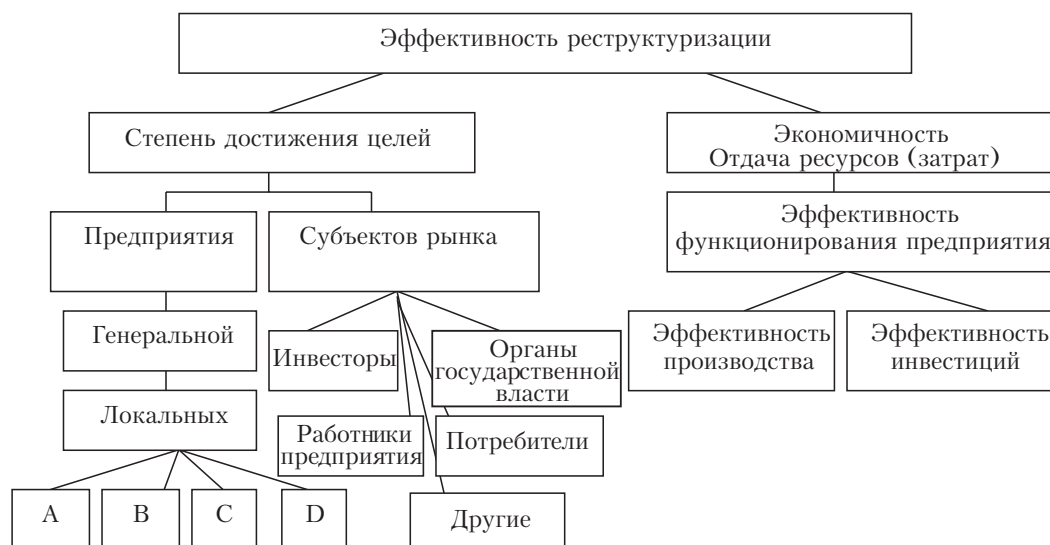 Эффективность реструктуризации
Степень достижения целей
Экономичность
Отдача ресурсов (затрат)
Предприятия
Субъектов рынка
Эффективность
функционирования предприятия
Генеральной
Инвесторы
Органы
государственной
власти
Эффективность
производства
Эффективность
инвестиций
Локальных
Работники
предприятия
Потребители
A
B
C
D
Другие